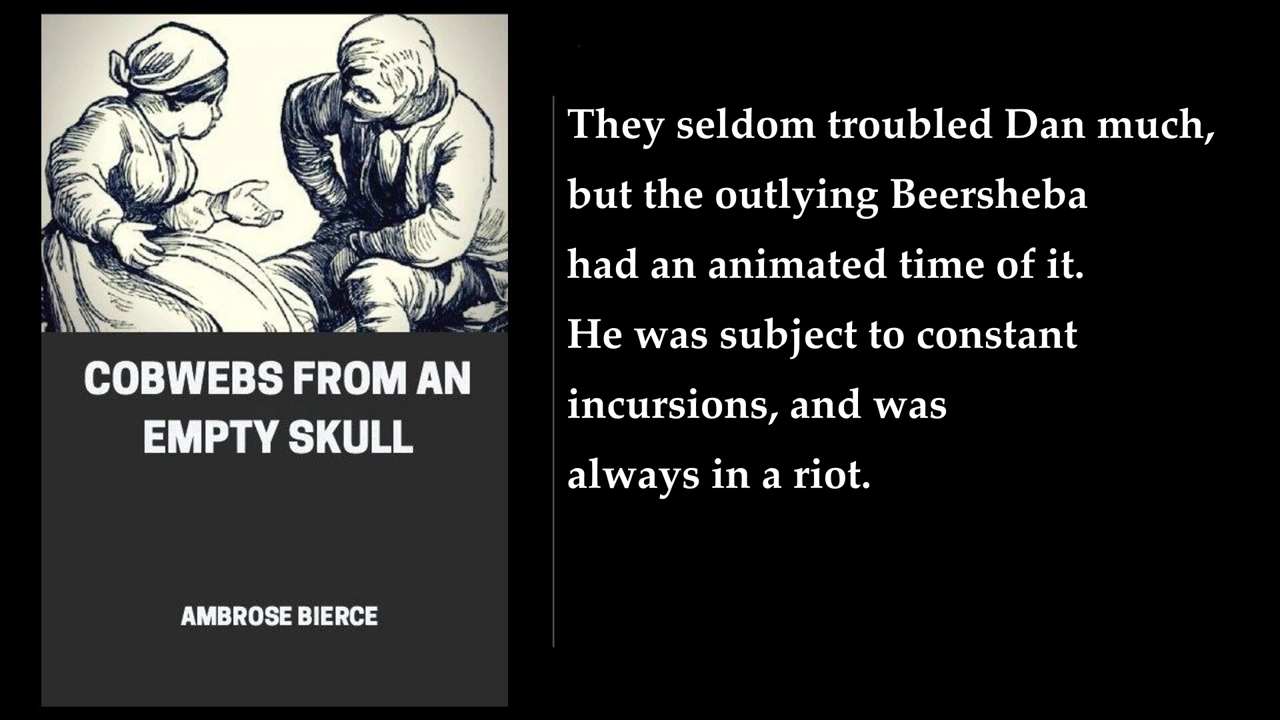 COBWEBS FROM AN
EMPTY SKULL
AMBROSE BIERCE
They seldom troubled Dan much,
but the outlying Beersheba
had an animated time of it.
He was subject to constant
incursions, and was
always in a riot.